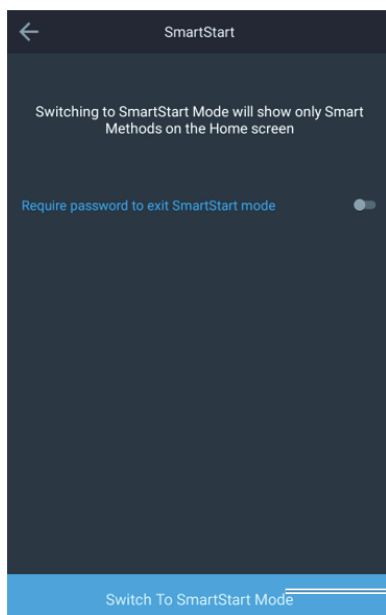 SmartStart
Switching to SmartStart Mode will show only Smart
Methods on the Home screen
Require password to exit SmartStart mode
Switch To SmartStart Mode